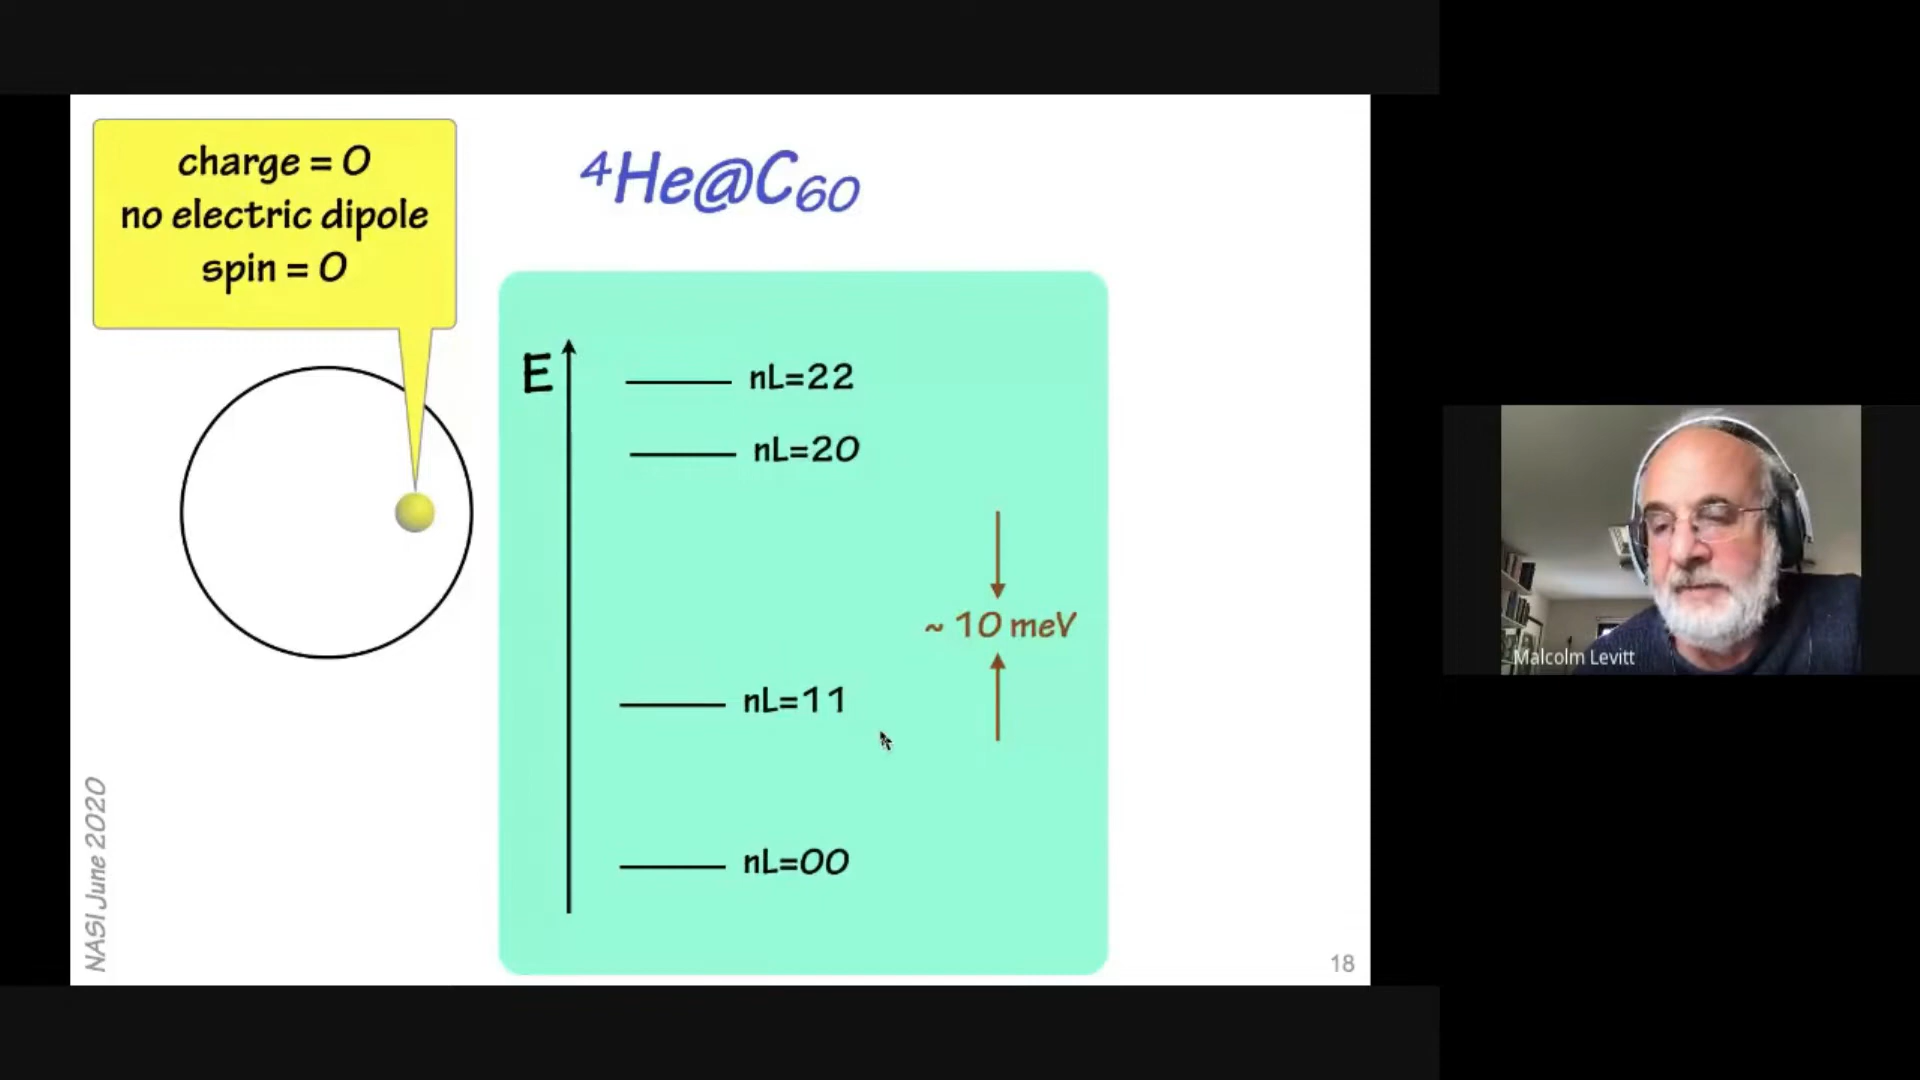 charge = 0
no electric dipole
spin = 0
⁴He@C₆₀
E
nL=22
nL=20
~ 10 meV
nL=11
nL=00
NASI June 2020
18
Malcolm Levitt